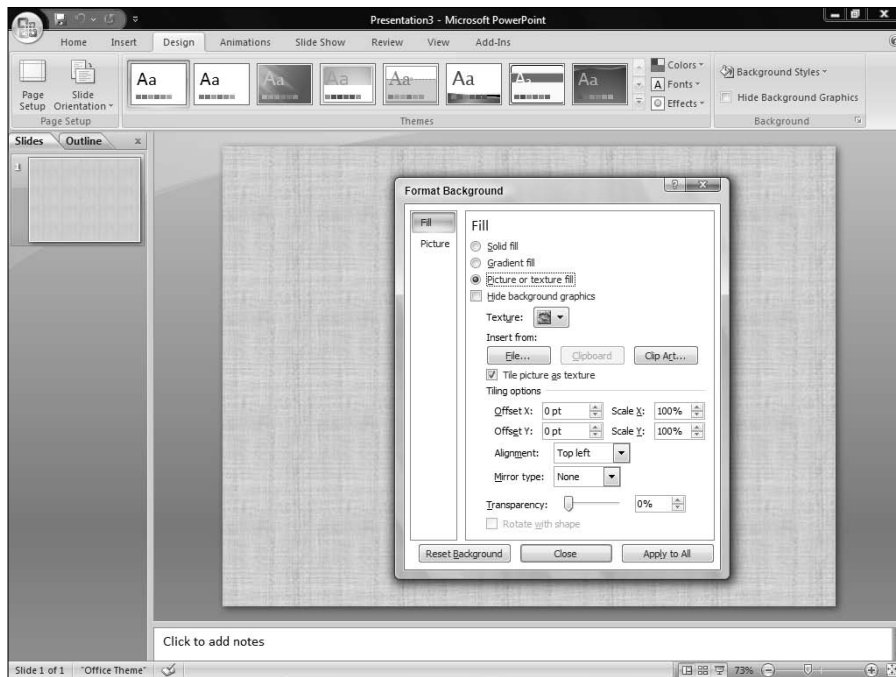 Presentation3 - Microsoft PowerPoint
Home Insert Design Animations Slide Show Review View Add-Ins
Page Setup
Slide Orientation
Aa Aa Aa Aa Aa Aa Aa Aa
Colors
A Fonts
Effects
Background Styles
Hide Background Graphics
Page Setup Themes Background
Slides Outline x
1
Format Background
Fill
Picture
Fill
Solid fill
Gradient fill
Picture or texture fill
Hide background graphics
Texture:
Insert from:
File... Clipboard Clip Art...
Tile picture as texture
Tiling options
Offset X: 0 pt Scale X: 100%
Offset Y: 0 pt Scale Y: 100%
Alignment: Top left
Mirror type: None
Transparency: 0%
Rotate with shape
Reset Background Close Apply to All
Click to add notes
Slide 1 of 1 "Office Theme" 73%